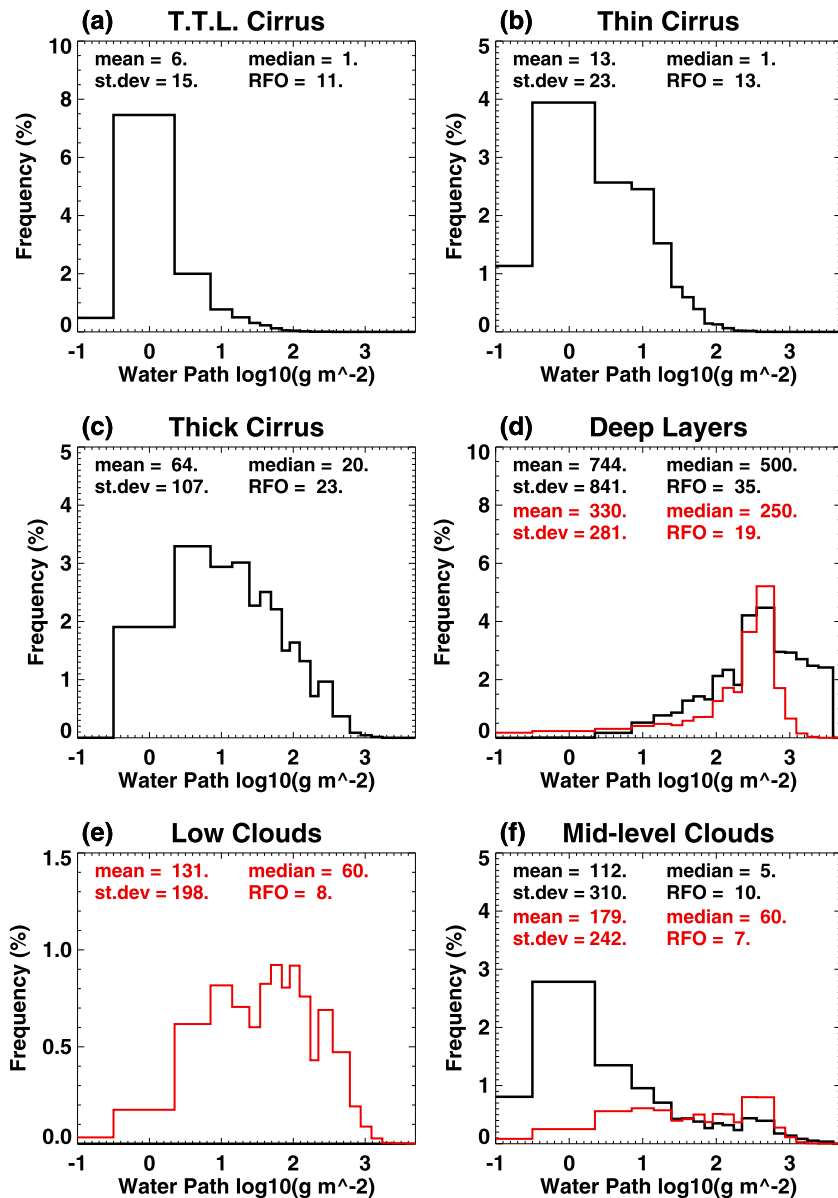 (a) T.T.L. Cirrus
mean = 6. median = 1.
st.dev = 15. RFO = 11.
Frequency (%)
10
8
6
4
2
0
-1 0 1 2 3
Water Path log10(g m^-2)
(b) Thin Cirrus
mean = 13. median = 1.
st.dev = 23. RFO = 13.
Frequency (%)
5
4
3
2
1
0
-1 0 1 2 3
Water Path log10(g m^-2)
(c) Thick Cirrus
mean = 64. median = 20.
st.dev = 107. RFO = 23.
Frequency (%)
5
4
3
2
1
0
-1 0 1 2 3
Water Path log10(g m^-2)
(d) Deep Layers
mean = 744. median = 500.
st.dev = 841. RFO = 35.
mean = 330. median = 250.
st.dev = 281. RFO = 19.
Frequency (%)
10
8
6
4
2
0
-1 0 1 2 3
Water Path log10(g m^-2)
(e) Low Clouds
mean = 131. median = 60.
st.dev = 198. RFO = 8.
Frequency (%)
1.5
1.0
0.5
0.0
-1 0 1 2 3
Water Path log10(g m^-2)
(f) Mid-level Clouds
mean = 112. median = 5.
st.dev = 310. RFO = 10.
mean = 179. median = 60.
st.dev = 242. RFO = 7.
Frequency (%)
5
4
3
2
1
0
-1 0 1 2 3
Water Path log10(g m^-2)